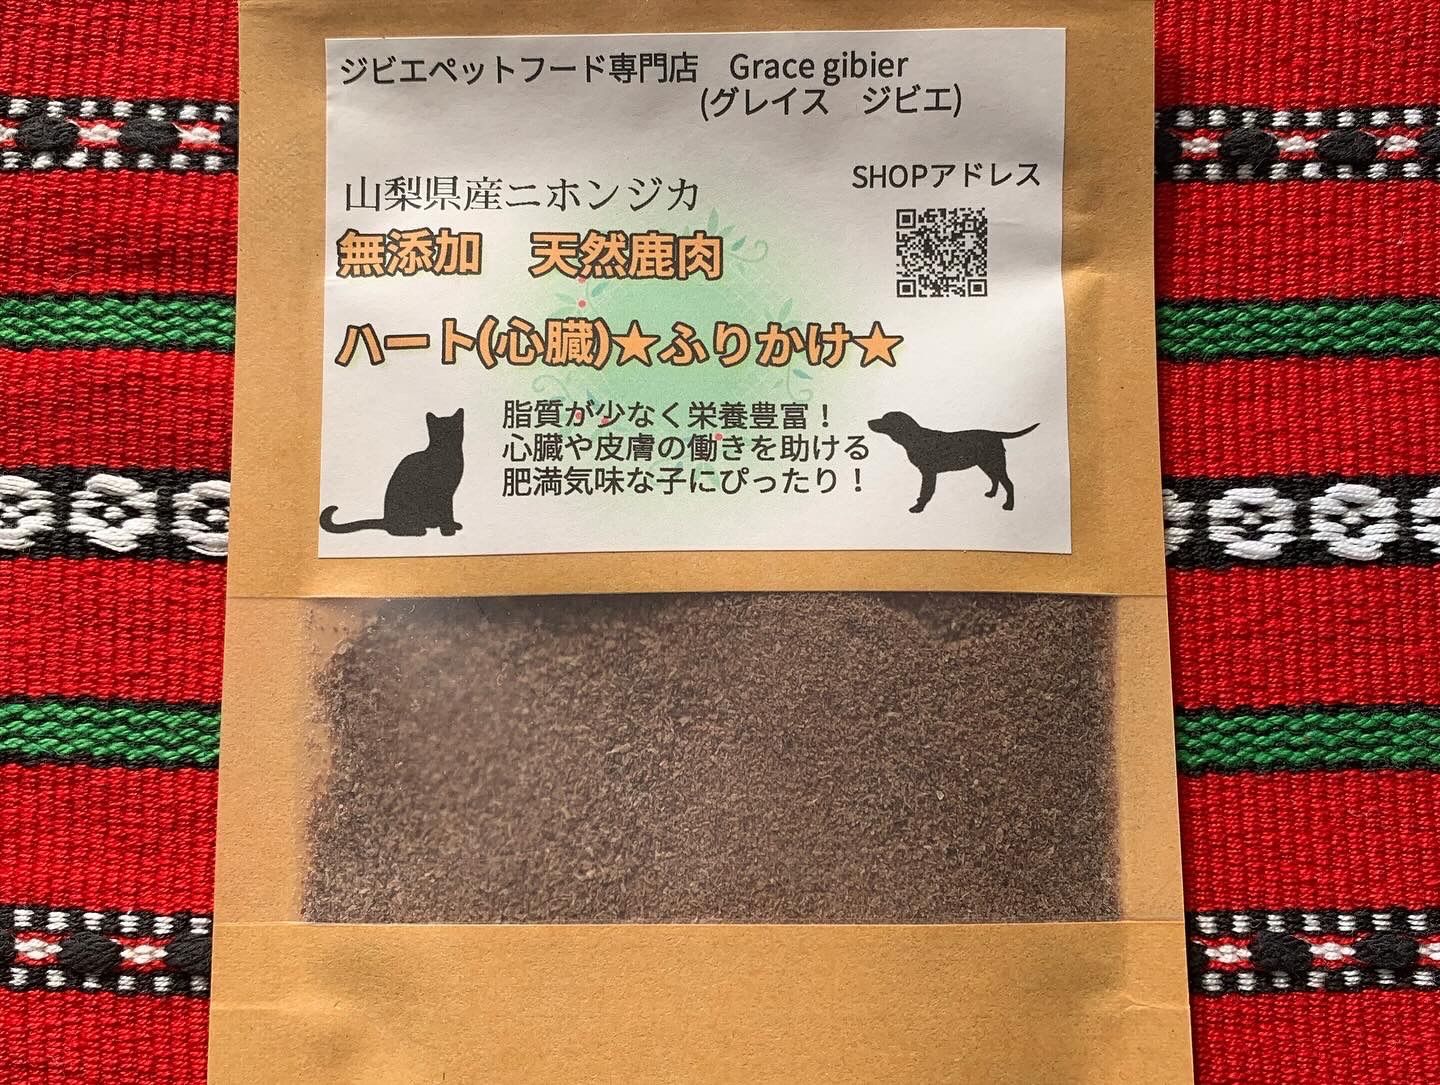 ジビエペットフード専門店　Grace gibier
(グレイス　ジビエ)
SHOPアドレス
山梨県産ニホンジカ
無添加　天然鹿肉
ハート(心臓)★ふりかけ★
脂質が少なく栄養豊富！
心臓や皮膚の働きを助ける
肥満気味な子にぴったり！